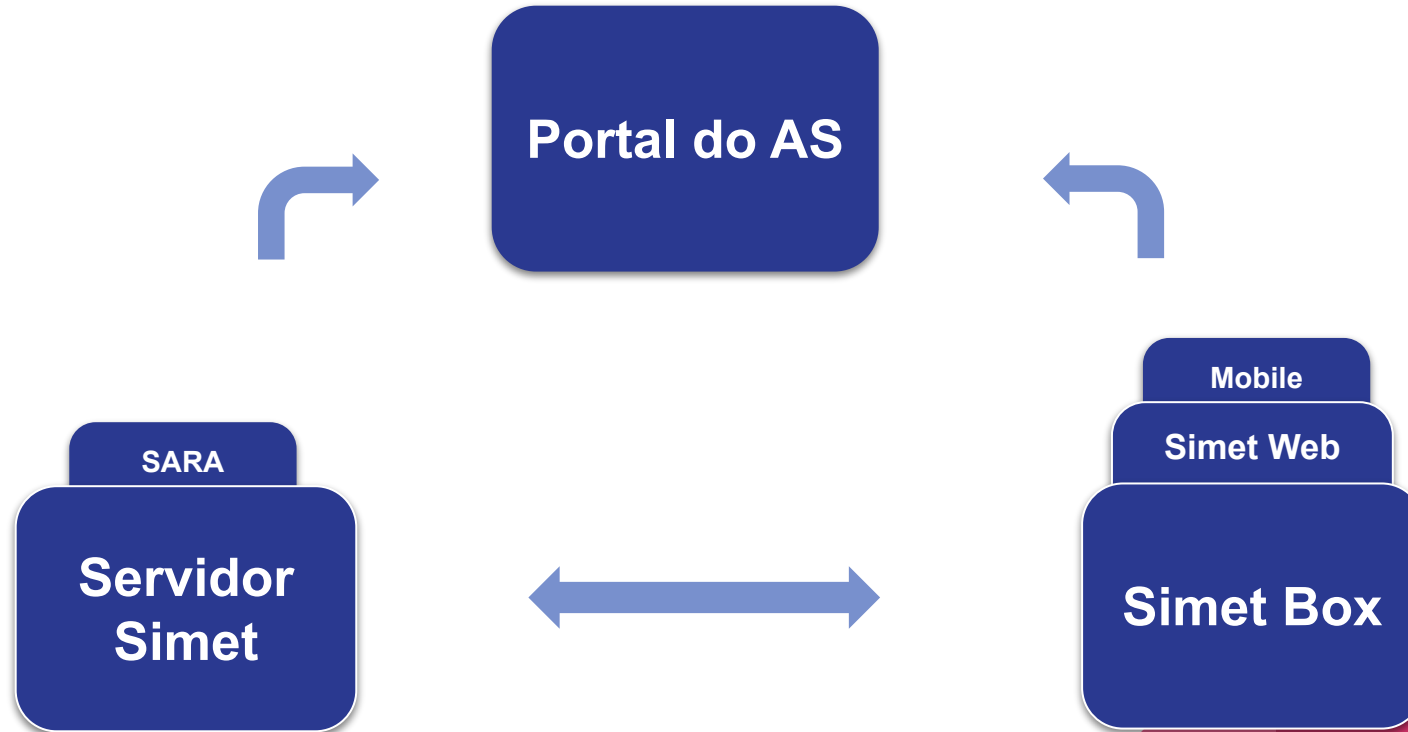 Portal do AS
SARA
Servidor
Simet
Mobile
Simet Web
Simet Box